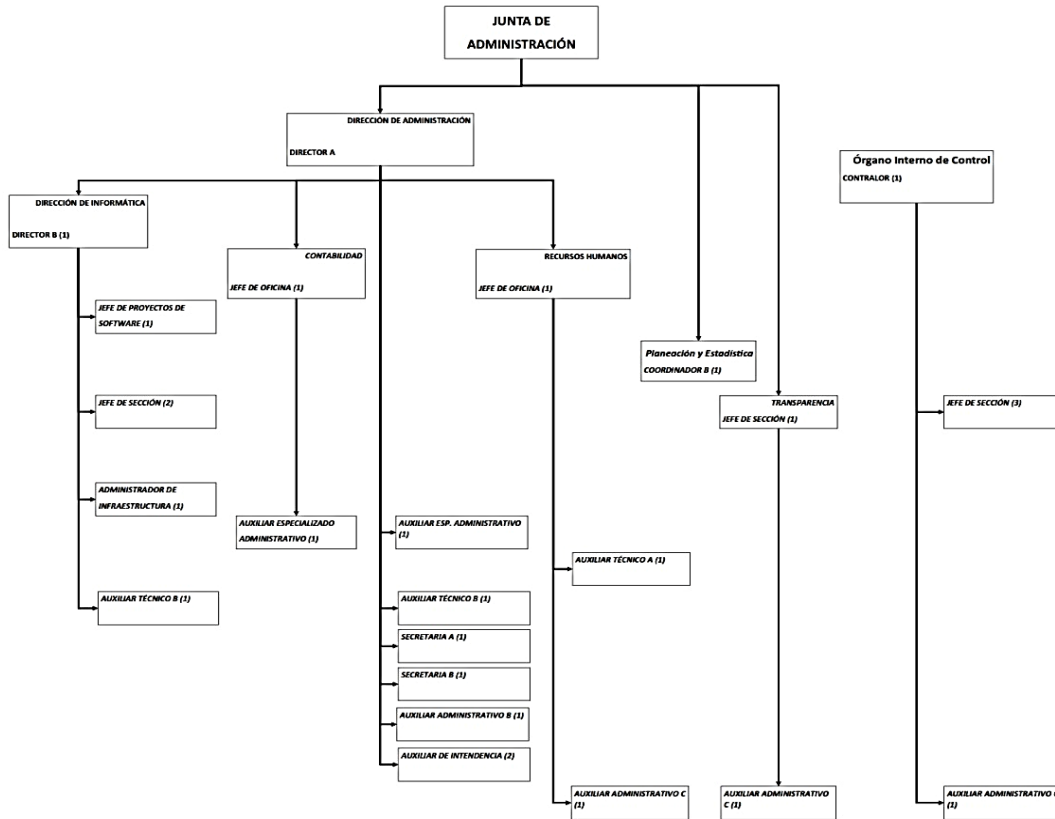 JUNTA DE
ADMINISTRACIÓN
DIRECCIÓN DE ADMINISTRACIÓN
DIRECTOR A
Órgano Interno de Control
CONTRALOR (1)
DIRECCIÓN DE INFORMÁTICA
DIRECTOR B (1)
CONTABILIDAD
JEFE DE OFICINA (1)
RECURSOS HUMANOS
JEFE DE OFICINA (1)
JEFE DE PROYECTOS DE
SOFTWARE (1)
Planeación y Estadística
COORDINADOR B (1)
JEFE DE SECCIÓN (2)
TRANSPARENCIA
JEFE DE SECCIÓN (1)
JEFE DE SECCIÓN (3)
ADMINISTRADOR DE
INFRAESTRUCTURA (1)
AUXILIAR ESPECIALIZADO
ADMINISTRATIVO (1)
AUXILIAR ESP. ADMINISTRATIVO
(1)
AUXILIAR TÉCNICO A (1)
AUXILIAR TÉCNICO B (1)
AUXILIAR TÉCNICO B (1)
SECRETARIA A (1)
SECRETARIA B (1)
AUXILIAR ADMINISTRATIVO B (1)
AUXILIAR DE INTENDENCIA (2)
AUXILIAR ADMINISTRATIVO C
(1)
AUXILIAR ADMINISTRATIVO
C (1)
AUXILIAR ADMINISTRATIVO
(1)